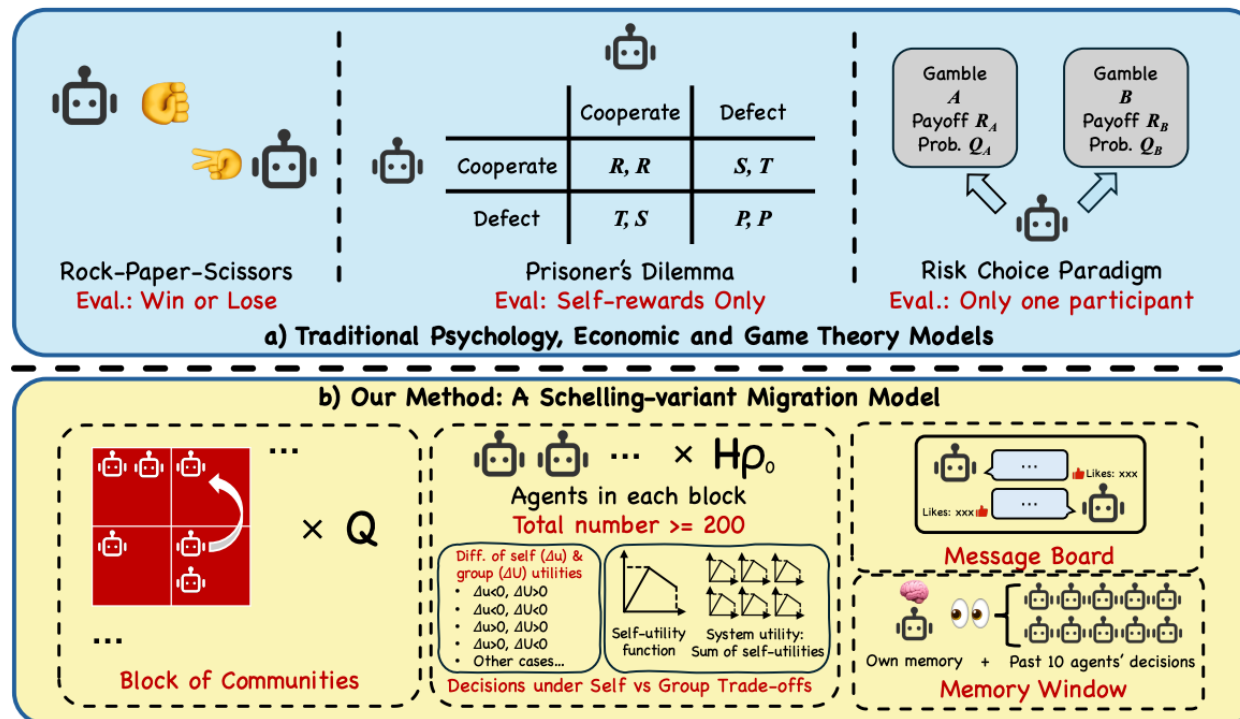 Rock-Paper-Scissors
Eval.: Win or Lose
Cooperate
Defect
Cooperate
R, R
S, T
Defect
T, S
P, P
Prisoner's Dilemma
Eval: Self-rewards Only
Gamble
A
Payoff R_A
Prob. Q_A
Gamble
B
Payoff R_B
Prob. Q_B
Risk Choice Paradigm
Eval.: Only one participant
a) Traditional Psychology, Economic and Game Theory Models
b) Our Method: A Schelling-variant Migration Model
...
× Q
...
Block of Communities
... × Hρ₀
Agents in each block
Total number >= 200
Diff. of self (Δu) &
group (ΔU) utilities
• Δu<0, ΔU>0
• Δu<0, ΔU<0
• Δu>0, ΔU>0
• Δu>0, ΔU<0
• Other cases...
Self-utility
function
System utility:
Sum of self-utilities
Decisions under Self vs Group Trade-offs
...
Likes: xxx
Likes: xxx
...
Message Board
Own memory + Past 10 agents' decisions
Memory Window